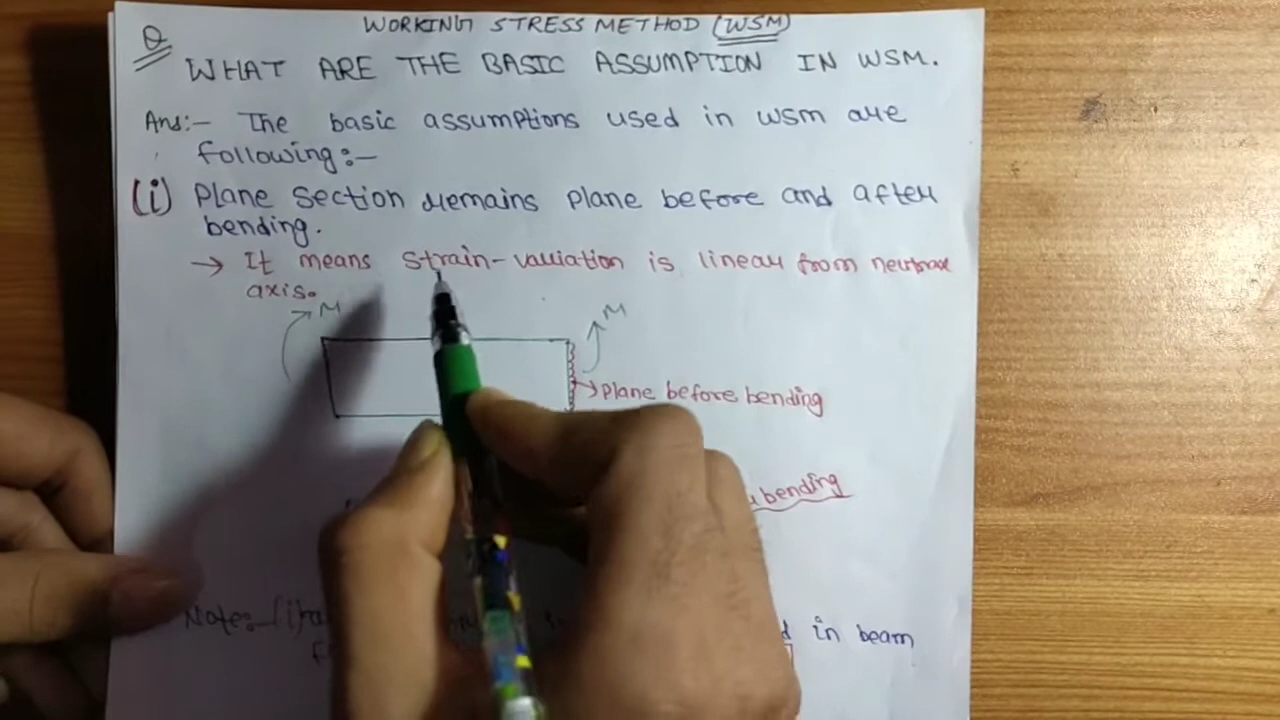 Q
WORKING STRESS METHOD (WSM)
WHAT ARE THE BASIC ASSUMPTION IN WSM.
Ans:- The basic assumptions used in WSM are
following:-
(i) Plane section remains plane before and after
bending.
→ It means strain-variation is linear from neutral
axis.
M
M
→ Plane before bending
bending
Note:-
in beam